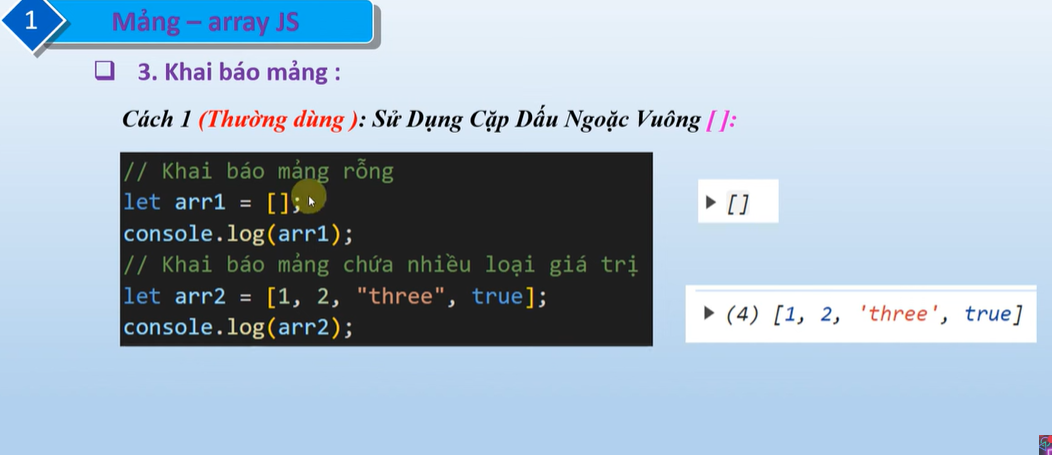 1
Mảng – array JS
3. Khai báo mảng :
Cách 1 (Thường dùng ): Sử Dụng Cặp Dấu Ngoặc Vuông [ ]:
// Khai báo mảng rỗng
let arr1 = [];
console.log(arr1);
// Khai báo mảng chứa nhiều loại giá trị
let arr2 = [1, 2, "three", true];
console.log(arr2);
[]
(4) [1, 2, 'three', true]